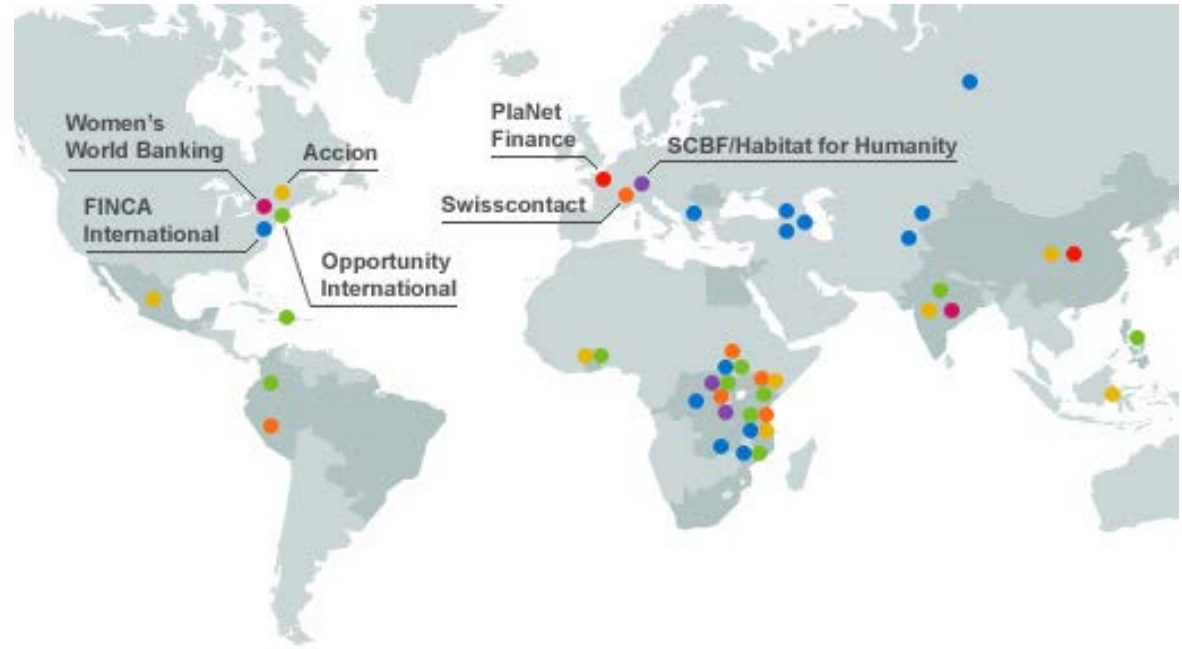 Women's
World Banking
Accion
FINCA
International
Opportunity
International
PlaNet
Finance
SCBF/Habitat for Humanity
Swisscontact